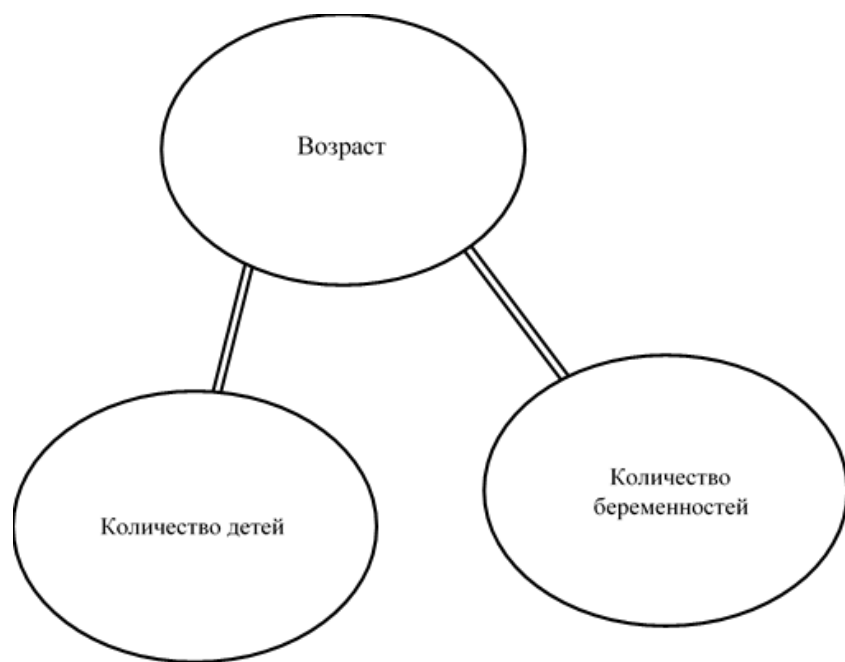 Возраст
Количество детей
Количество
беременностей